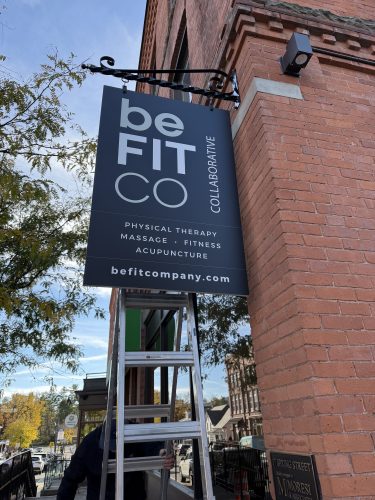 be
FIT
CO
COLLABORATIVE
PHYSICAL THERAPY
MASSAGE · FITNESS
ACUPUNCTURE
befitcompany.com